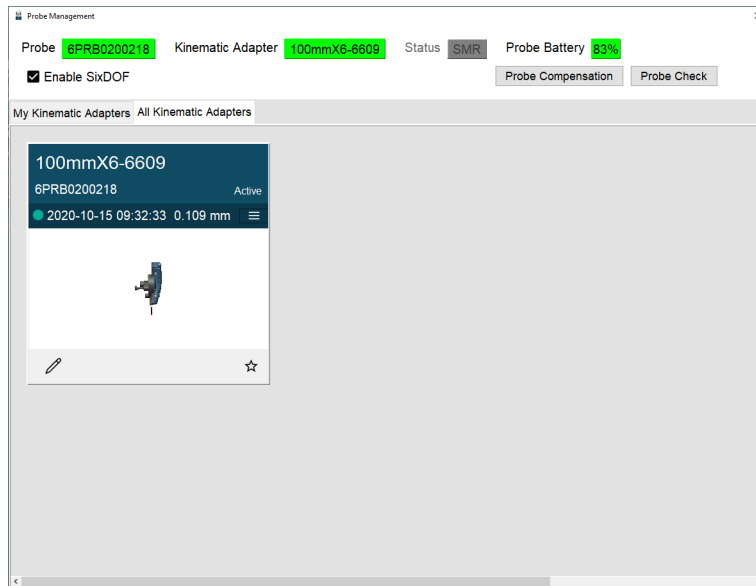 Probe Management
Probe 6PRB0200218 Kinematic Adapter 100mmX6-6609 Status SMR Probe Battery 83%
Enable SixDOF Probe Compensation Probe Check
My Kinematic Adapters All Kinematic Adapters
100mmX6-6609
6PRB0200218 Active
2020-10-15 09:32:33 0.109 mm